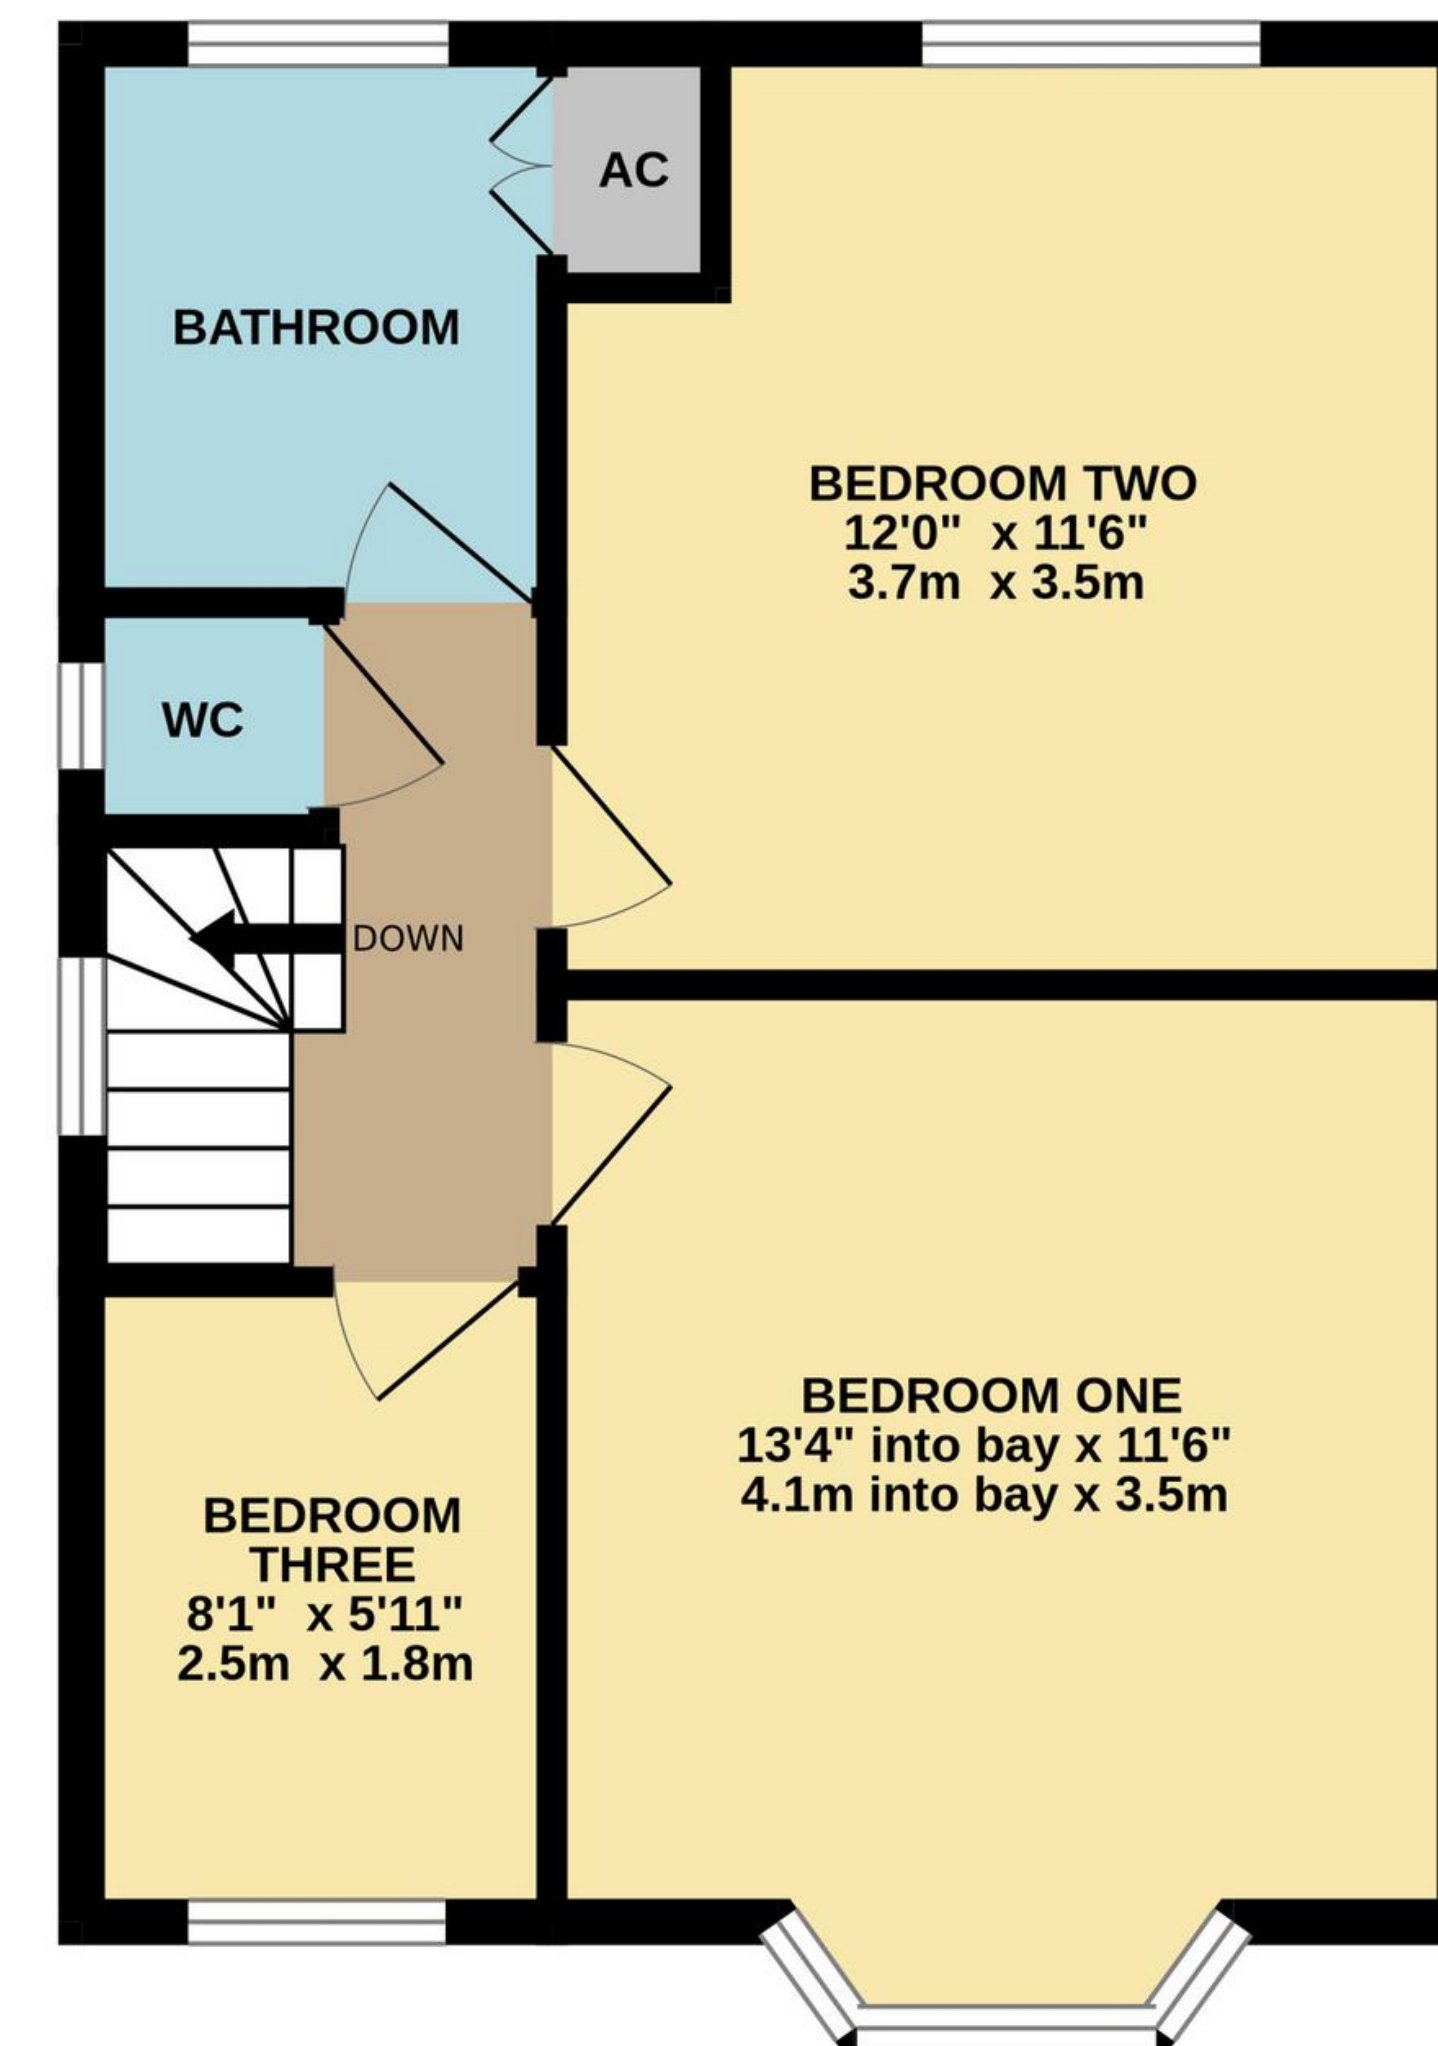 AC
BATHROOM
BEDROOM TWO
12'0" x 11'6"
3.7m x 3.5m
WC
DOWN
BEDROOM ONE
13'4" into bay x 11'6"
4.1m into bay x 3.5m
BEDROOM
THREE
8'1" x 5'11"
2.5m x 1.8m